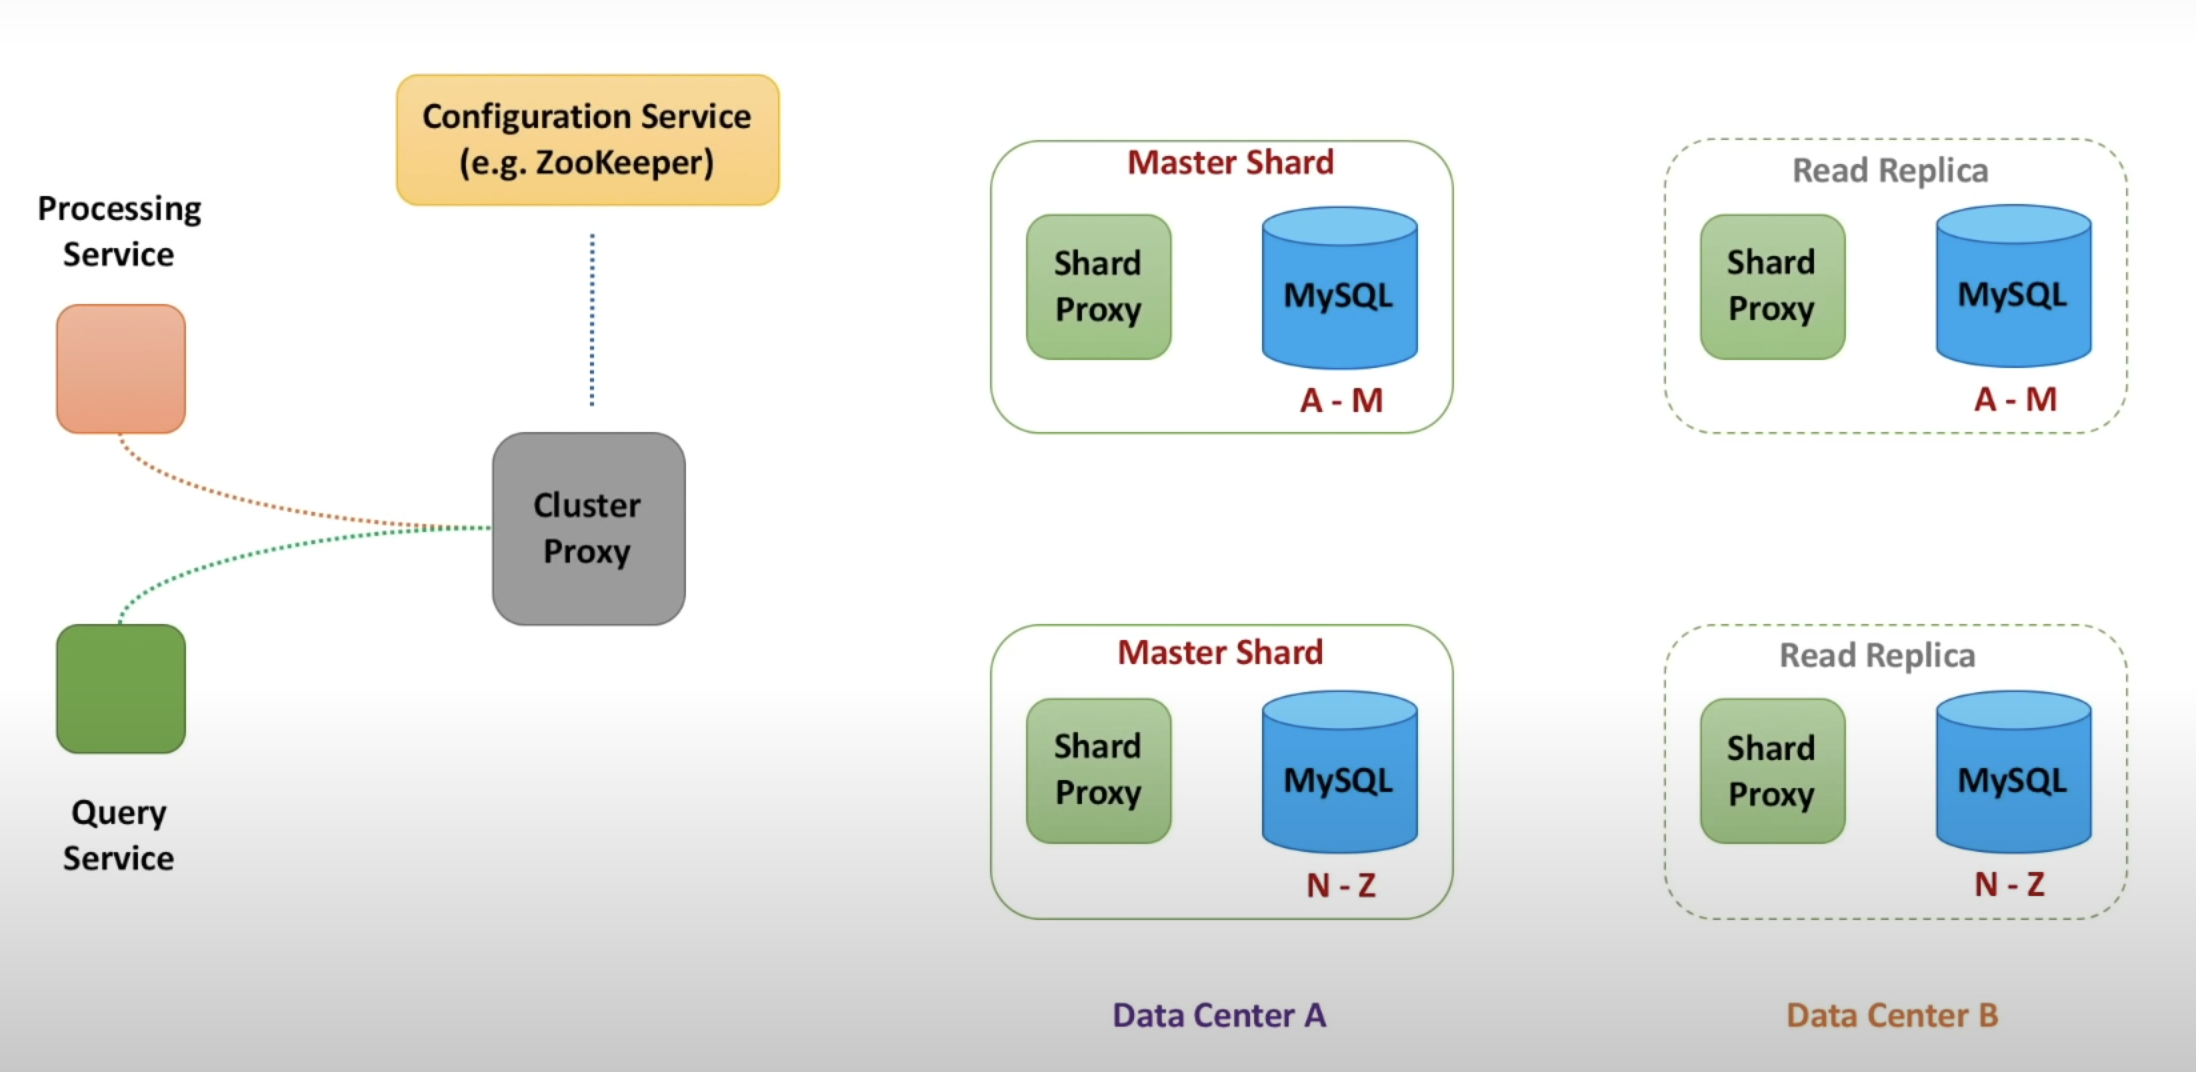 Configuration Service
(e.g. ZooKeeper)
Processing
Service
Cluster
Proxy
Query
Service
Master Shard
Shard
Proxy
MySQL
A - M
Read Replica
Shard
Proxy
MySQL
A - M
Master Shard
Shard
Proxy
MySQL
N - Z
Read Replica
Shard
Proxy
MySQL
N - Z
Data Center A
Data Center B